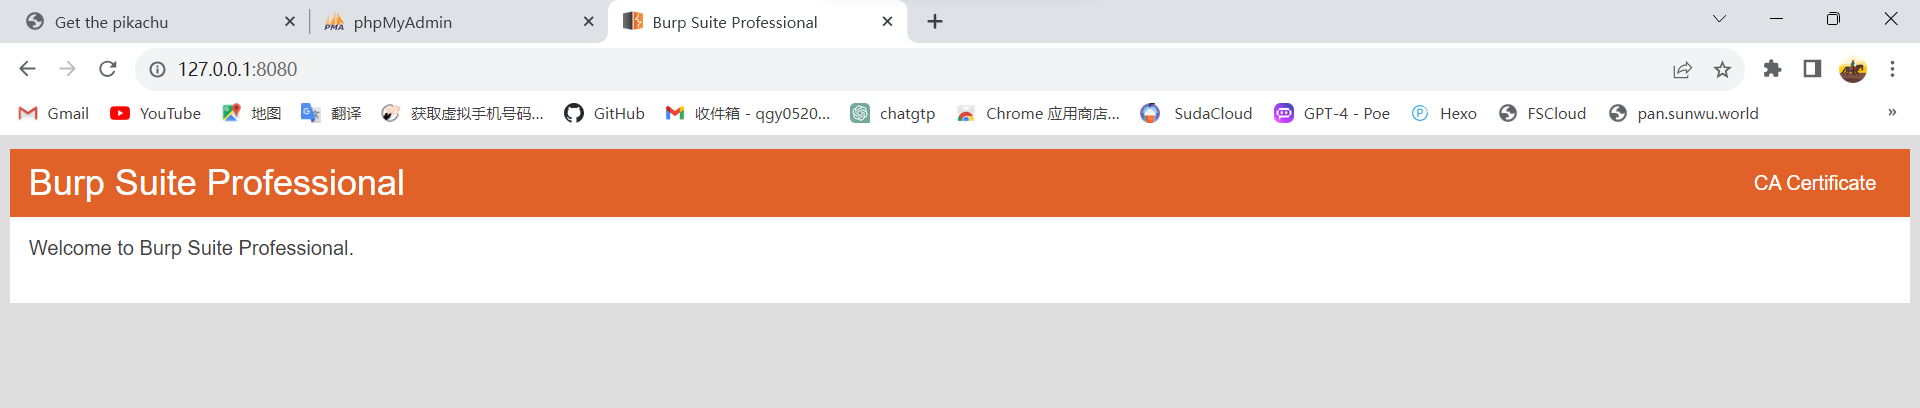 Get the pikachu
PMA phpMyAdmin
Burp Suite Professional
127.0.0.1:8080
Gmail YouTube 地图 翻译 获取虚拟手机号码... GitHub 收件箱 - qgy0520... chatgtp Chrome 应用商店... SudaCloud GPT-4 - Poe Hexo FSCloud pan.sunwu.world »
Burp Suite Professional
CA Certificate
Welcome to Burp Suite Professional.